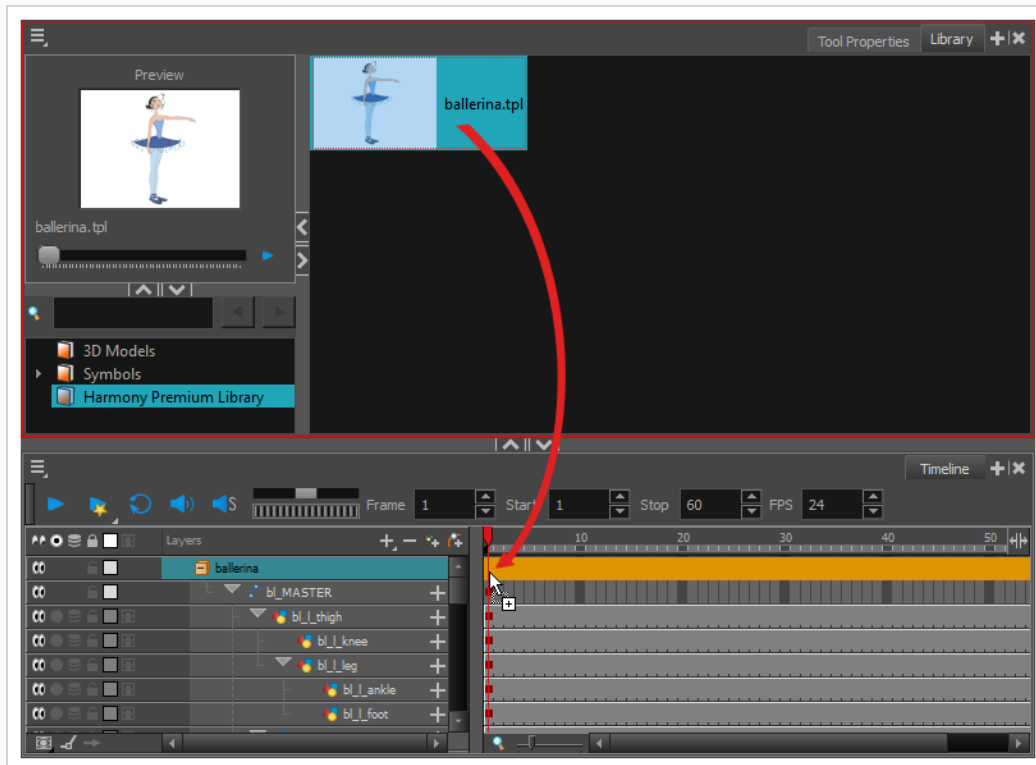 Tool Properties Library
Preview
ballerina.tpl
ballerina.tpl
3D Models
Symbols
Harmony Premium Library
Timeline
S Frame 1 Start 1 Stop 60 FPS 24
Layers
10 20 30 40 50
ballerina
bl_MASTER
bl_l_thigh
bl_l_knee
bl_l_leg
bl_l_ankle
bl_l_foot